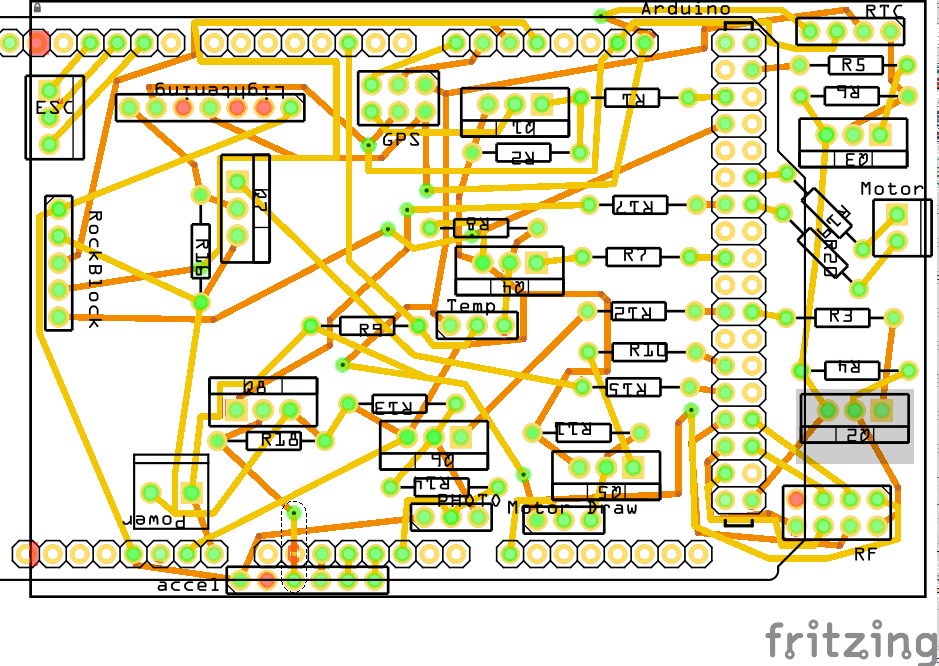 Arduino
RTC
R5
ESC
Lightening
R6
R1
Q1
GPS
R2
Q3
Motor
Q7
R17
RockBlock
R8
R16
R7
R20
Q4
Temp
R12
R3
R9
R10
R4
Q8
R15
R13
R18
R11
Q2
Q6
R14
PHOTO
Q5
Motor Draw
Power
RF
accel
fritzing